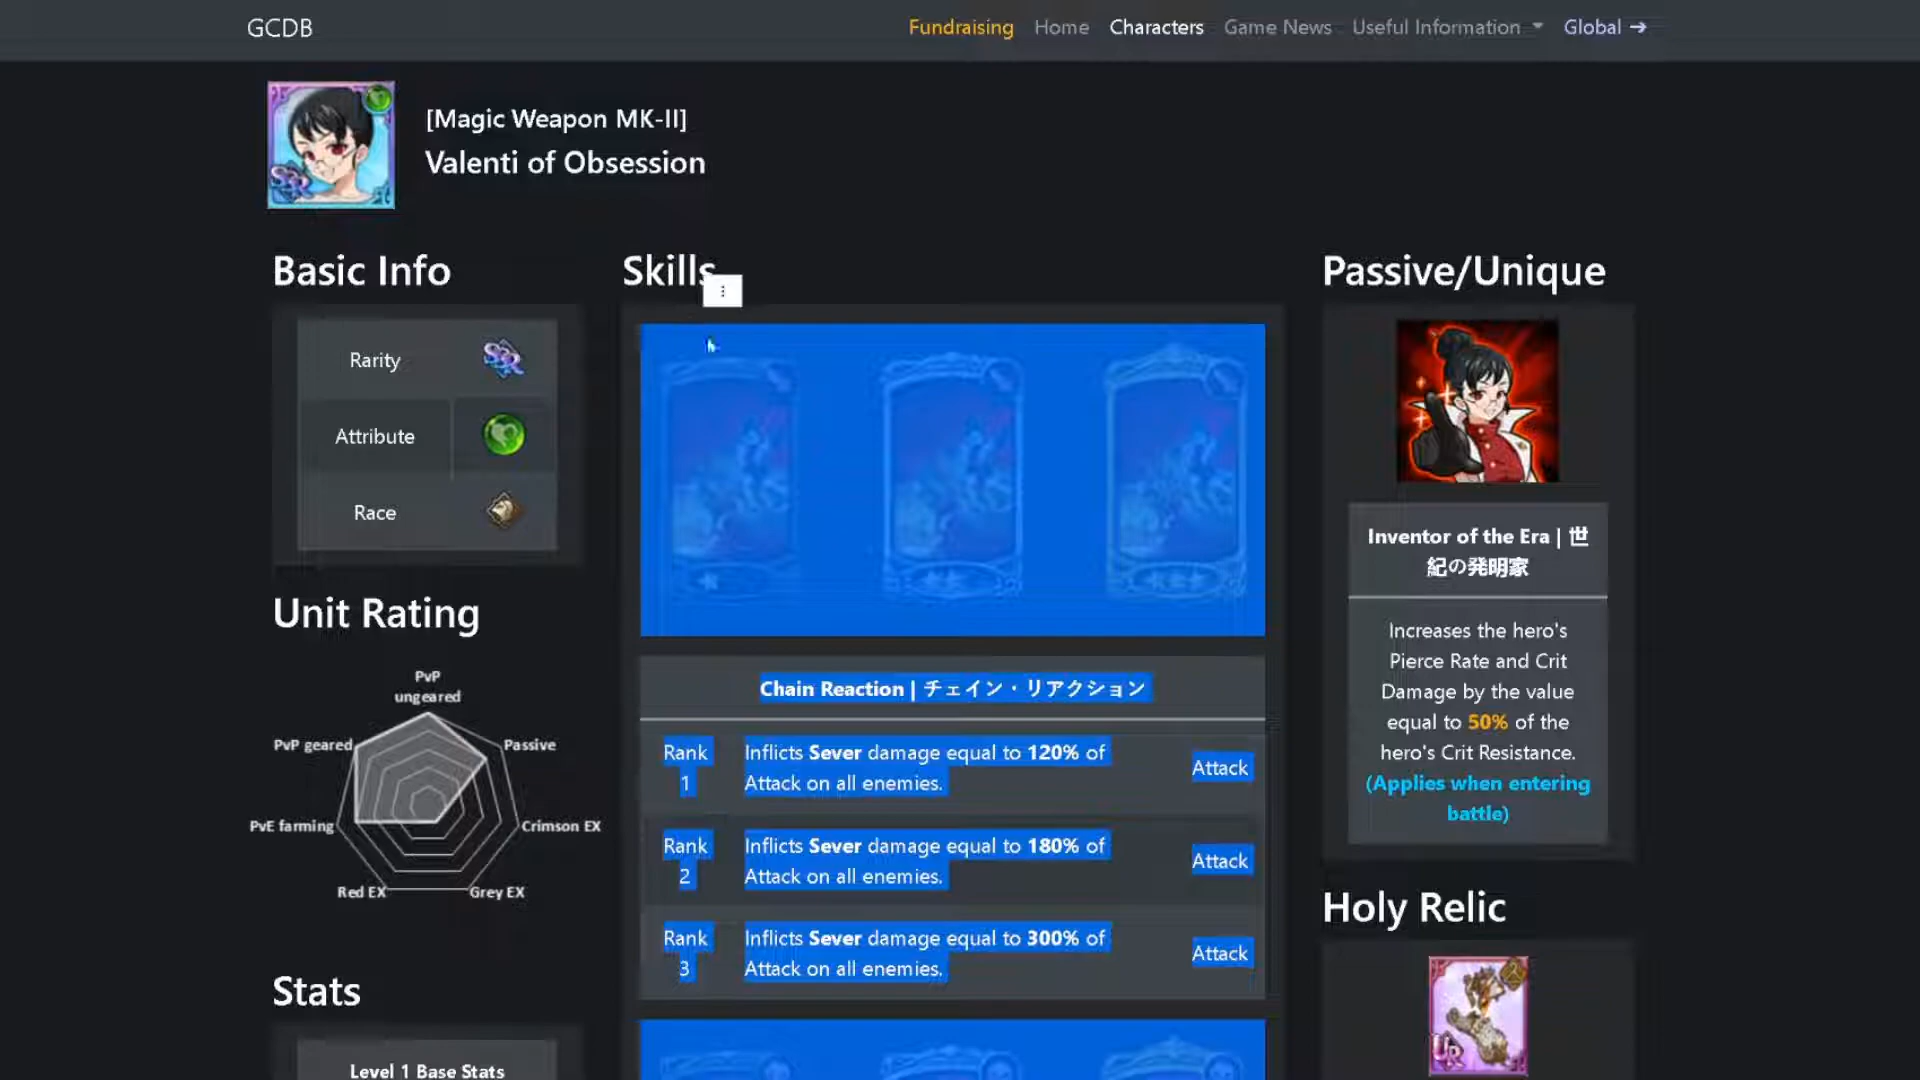 GCDB
Fundraising Home Characters Game News Useful Information Global →
[Magic Weapon MK-II]
Valenti of Obsession
Basic Info
Rarity
SSR
Attribute
Race
Unit Rating
PvP
ungeared
PvP geared
Passive
PvE farming
Crimson EX
Red EX
Grey EX
Stats
Level 1 Base Stats
Skills
Chain Reaction | チェイン・リアクション
Rank
1
Inflicts Sever damage equal to 120% of
Attack on all enemies.
Attack
Rank
2
Inflicts Sever damage equal to 180% of
Attack on all enemies.
Attack
Rank
3
Inflicts Sever damage equal to 300% of
Attack on all enemies.
Attack
Passive/Unique
Inventor of the Era | 世
紀の発明家
Increases the hero's
Pierce Rate and Crit
Damage by the value
equal to 50% of the
hero's Crit Resistance.
(Applies when entering
battle)
Holy Relic
UR